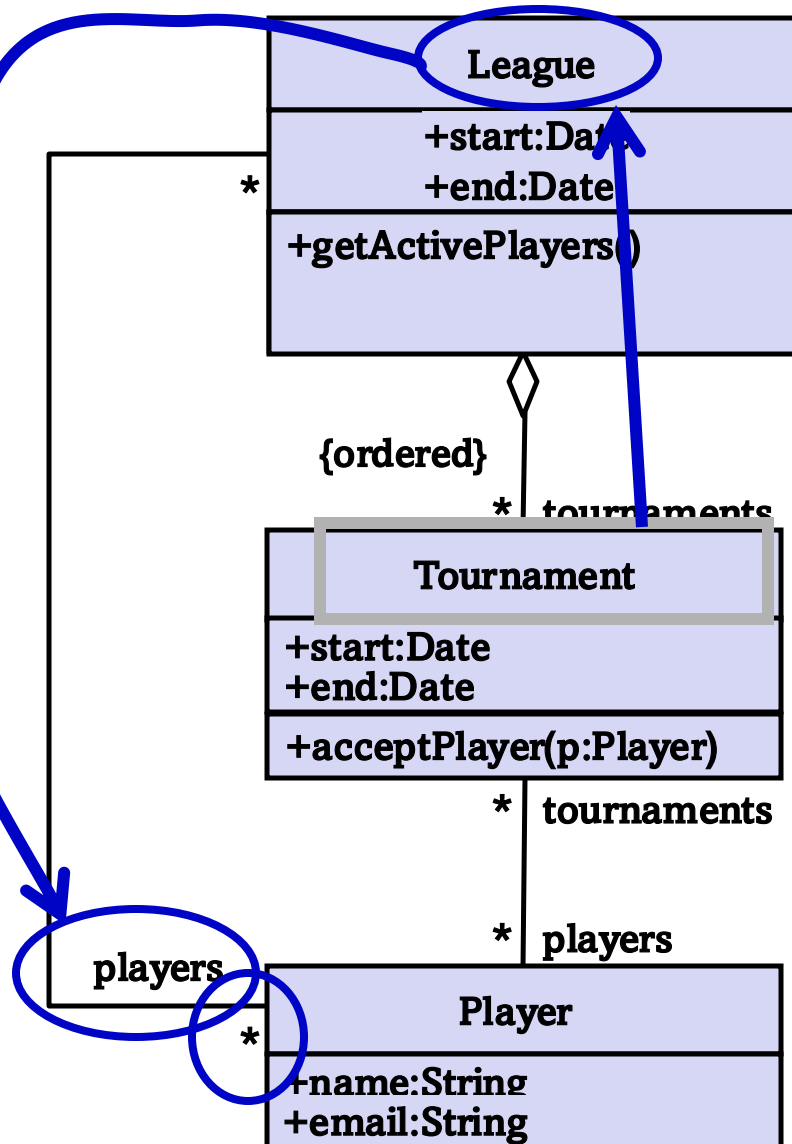 League
+start:Date
*
+end:Date
+getActivePlayers()
{ordered}
* tournaments
Tournament
+start:Date
+end:Date
+acceptPlayer(p:Player)
* tournaments
* players
players
Player
*
+name:String
+email:String